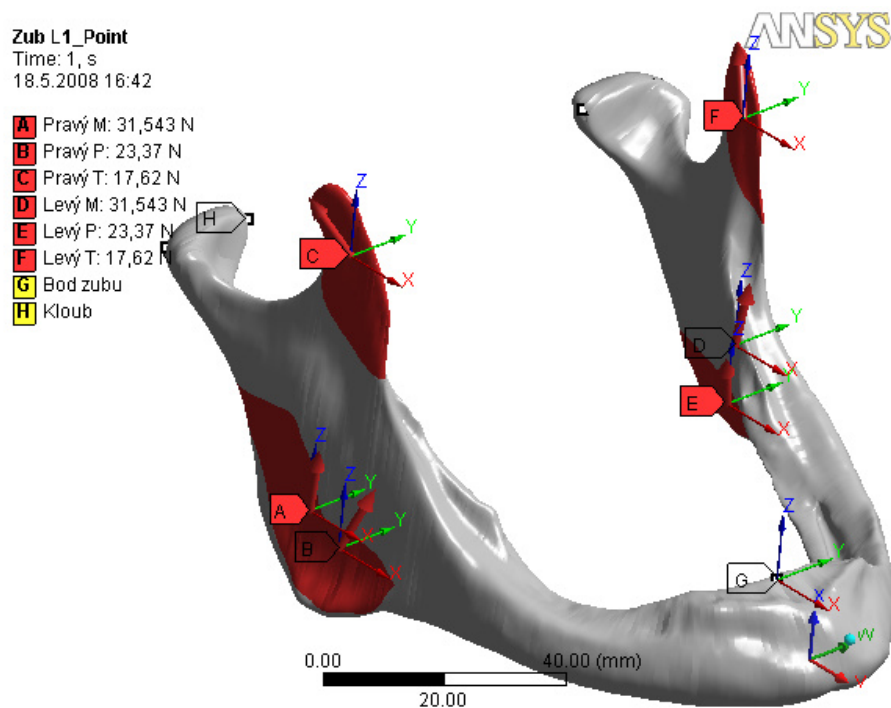 ANSYS
Zub L1_Point
Time: 1, s
18.5.2008 16:42
A Pravý M: 31,543 N
B Pravý P: 23,37 N
C Pravý T: 17,62 N
D Levý M: 31,543 N
E Levý P: 23,37 N
F Levý T: 17,62 N
G Bod zubu
H Kloub
Z
F
Y
X
H
Z
Y
C
X
Z
D
Y
Z
X
E
Y
X
Z
A
Z
Y
X
B
Y
X
Z
G
Y
X
X
W
V
0.00
40.00 (mm)
20.00